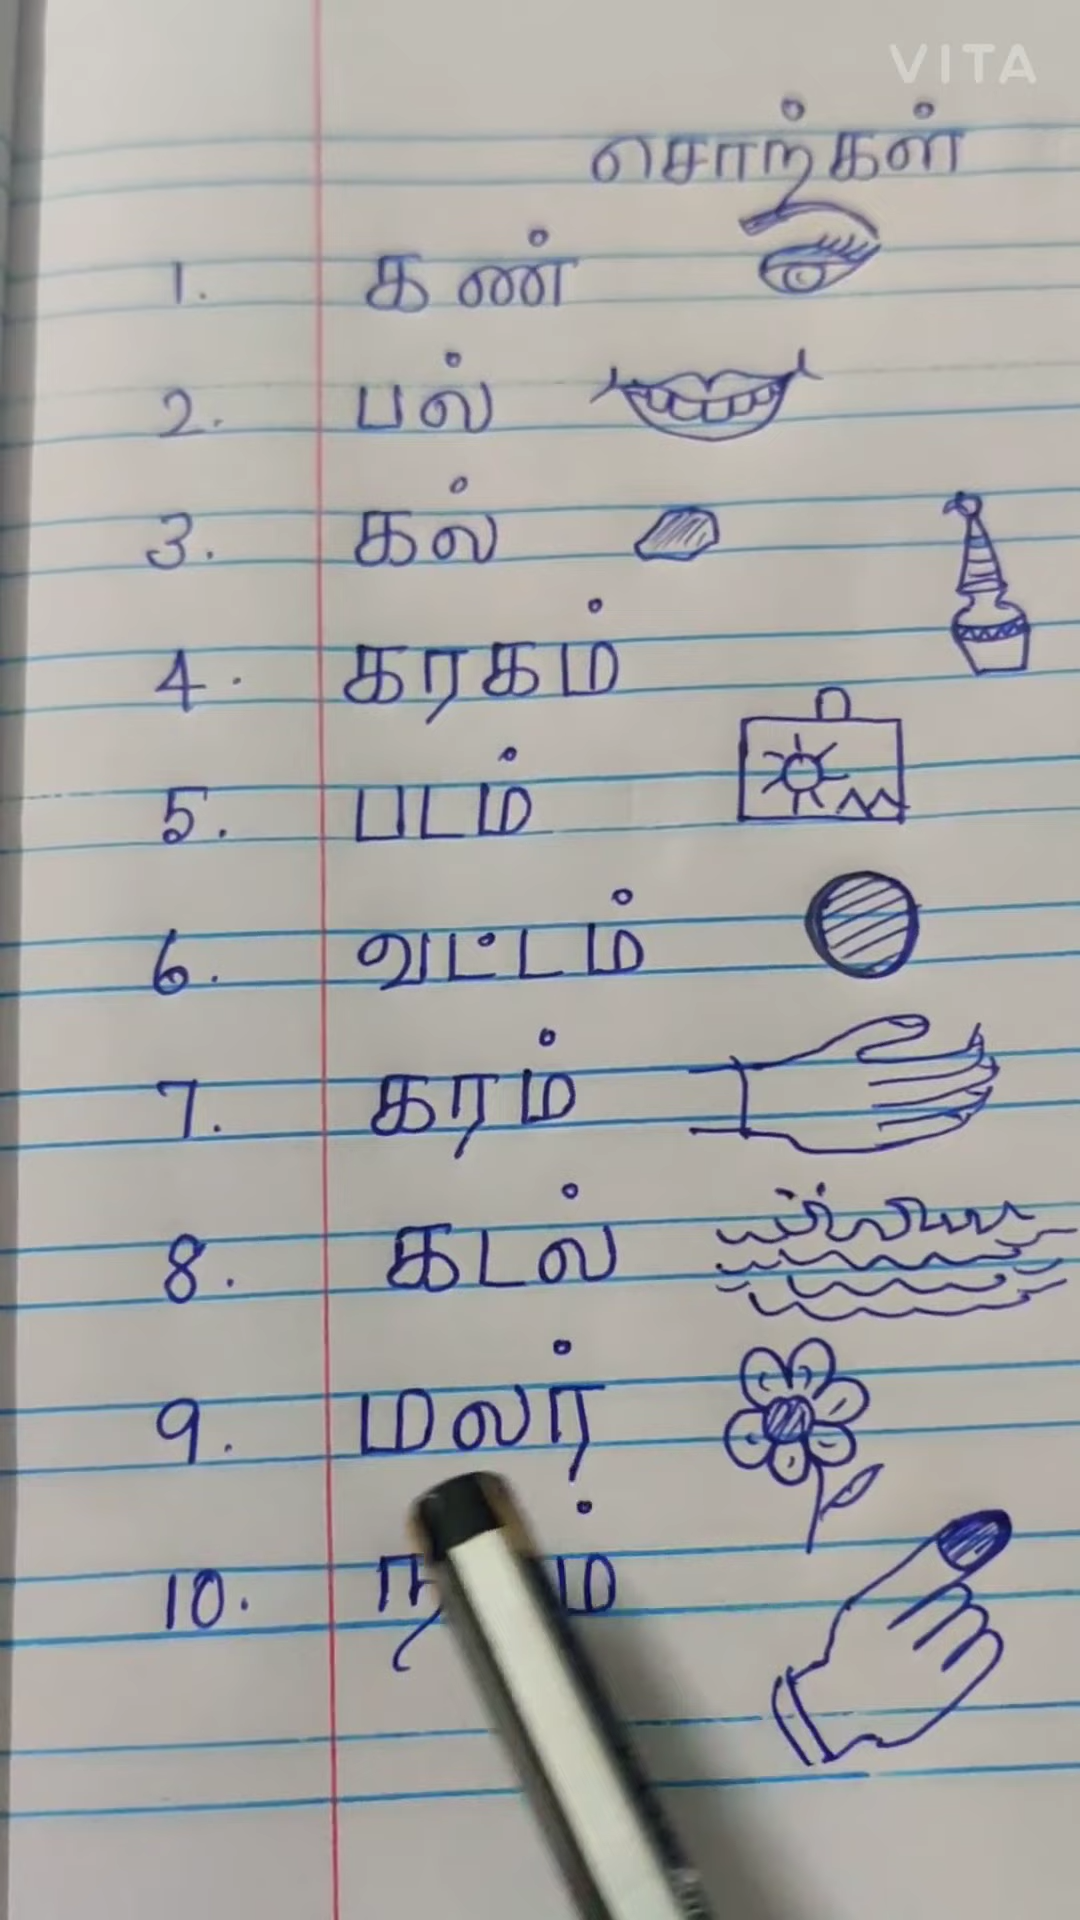 VITA
சொற்கள்
1. கண்
2. பல்
3. கல்
4. கரகம்
5. படம்
6. வட்டம்
7. கரம்
8. கடல்
9. மலர்
10.